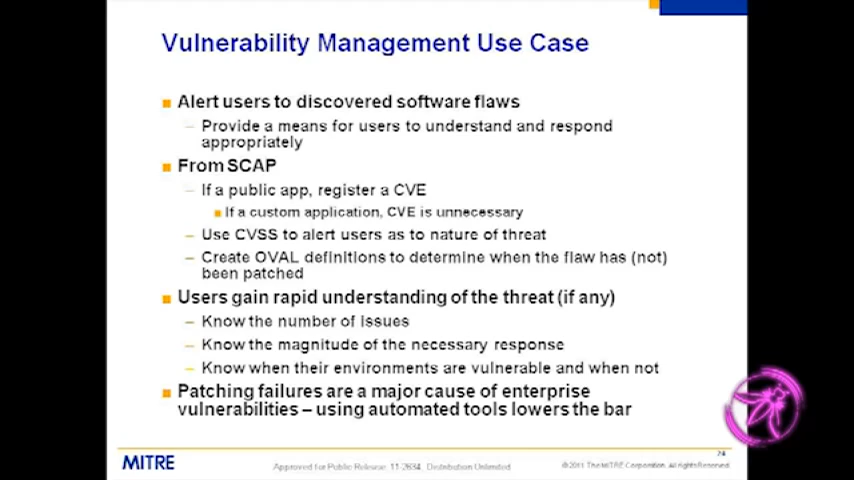 Vulnerability Management Use Case
Alert users to discovered software flaws
– Provide a means for users to understand and respond
appropriately
From SCAP
– If a public app, register a CVE
If a custom application, CVE is unnecessary
– Use CVSS to alert users as to nature of threat
– Create OVAL definitions to determine when the flaw has (not)
been patched
Users gain rapid understanding of the threat (if any)
– Know the number of issues
– Know the magnitude of the necessary response
– Know when their environments are vulnerable and when not
Patching failures are a major cause of enterprise
vulnerabilities – using automated tools lowers the bar
MITRE
Approved for Public Release: 11-2634. Distribution Unlimited
24
© 2011 The MITRE Corporation. All rights Reserved.